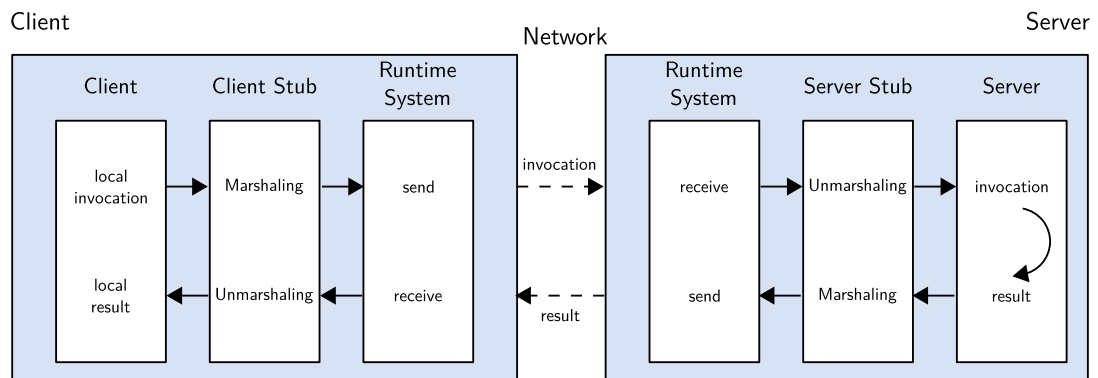 Client
Server
Network
Client
Client Stub
Runtime
System
Runtime
System
Server Stub
Server
local
invocation
Marshaling
send
invocation
receive
Unmarshaling
invocation
local
result
Unmarshaling
receive
result
send
Marshaling
result